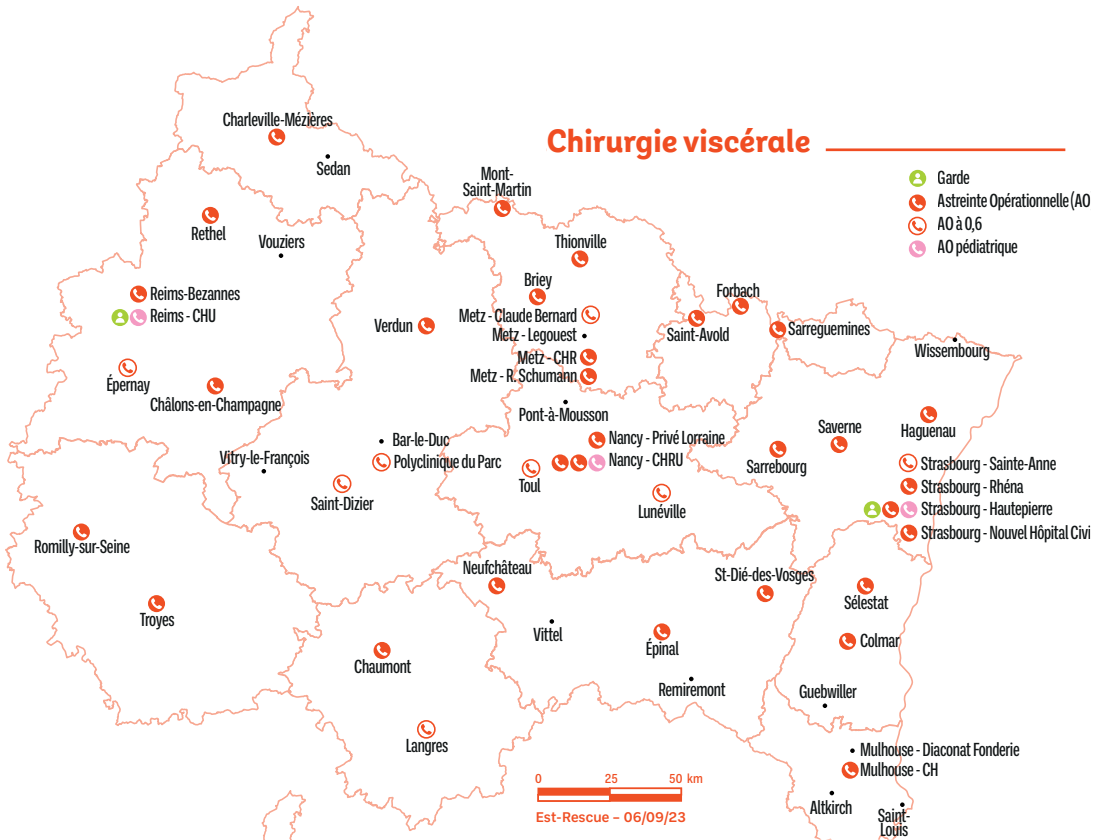 Chirurgie viscérale
Garde
Astreinte Opérationnelle (AO
AO à 0,6
AO pédiatrique
Charleville-Mézières
Sedan
Mont-
Saint-Martin
Rethel
Vouziers
Thionville
Briey
Forbach
Reims-Bezannes
Reims - CHU
Verdun
Metz - Claude Bernard
Metz - Legouest
Metz - CHR
Metz - R. Schumann
Saint-Avold
Sarreguemines
Wissembourg
Épernay
Châlons-en-Champagne
Pont-à-Mousson
Bar-le-Duc
Polyclinique du Parc
Vitry-le-François
Saint-Dizier
Nancy - Privé Lorraine
Nancy - CHRU
Toul
Lunéville
Sarrebourg
Saverne
Haguenau
Strasbourg - Sainte-Anne
Strasbourg - Rhéna
Strasbourg - Hautepierre
Strasbourg - Nouvel Hôpital Civi
Romilly-sur-Seine
Troyes
Neufchâteau
St-Dié-des-Vosges
Sélestat
Vittel
Épinal
Colmar
Chaumont
Remiremont
Guebwiller
Langres
Mulhouse - Diaconat Fonderie
Mulhouse - CH
Altkirch
Saint-
Louis
0 25 50 km
Est-Rescue – 06/09/23